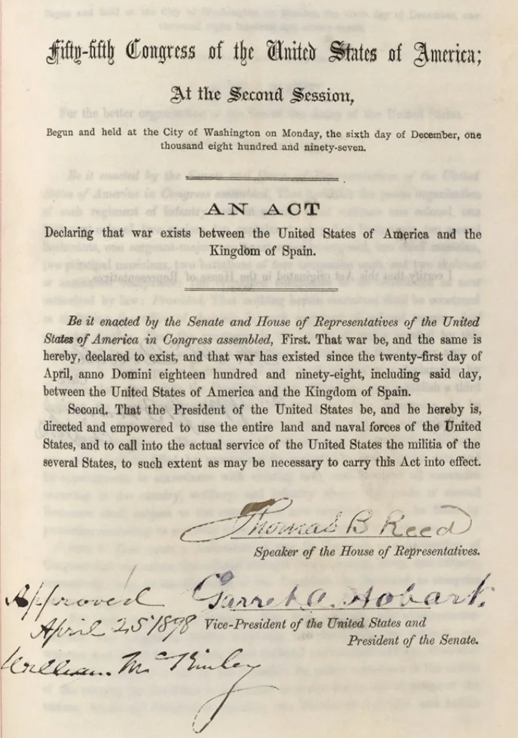 Fifty-fifth Congress of the United States of America;
At the Second Session,
Begun and held at the City of Washington on Monday, the sixth day of December, one
thousand eight hundred and ninety-seven.
AN ACT
Declaring that war exists between the United States of America and the
Kingdom of Spain.
Be it enacted by the Senate and House of Representatives of the United
States of America in Congress assembled, First. That war be, and the same is
hereby, declared to exist, and that war has existed since the twenty-first day of
April, anno Domini eighteen hundred and ninety-eight, including said day,
between the United States of America and the Kingdom of Spain.
Second. That the President of the United States be, and he hereby is,
directed and empowered to use the entire land and naval forces of the United
States, and to call into the actual service of the United States the militia of the
several States, to such extent as may be necessary to carry this Act into effect.
Thomas B Reed
Speaker of the House of Representatives.
Garret A. Hobart.
Vice-President of the United States and
President of the Senate.
Approved
April 25 1898
William McKinley